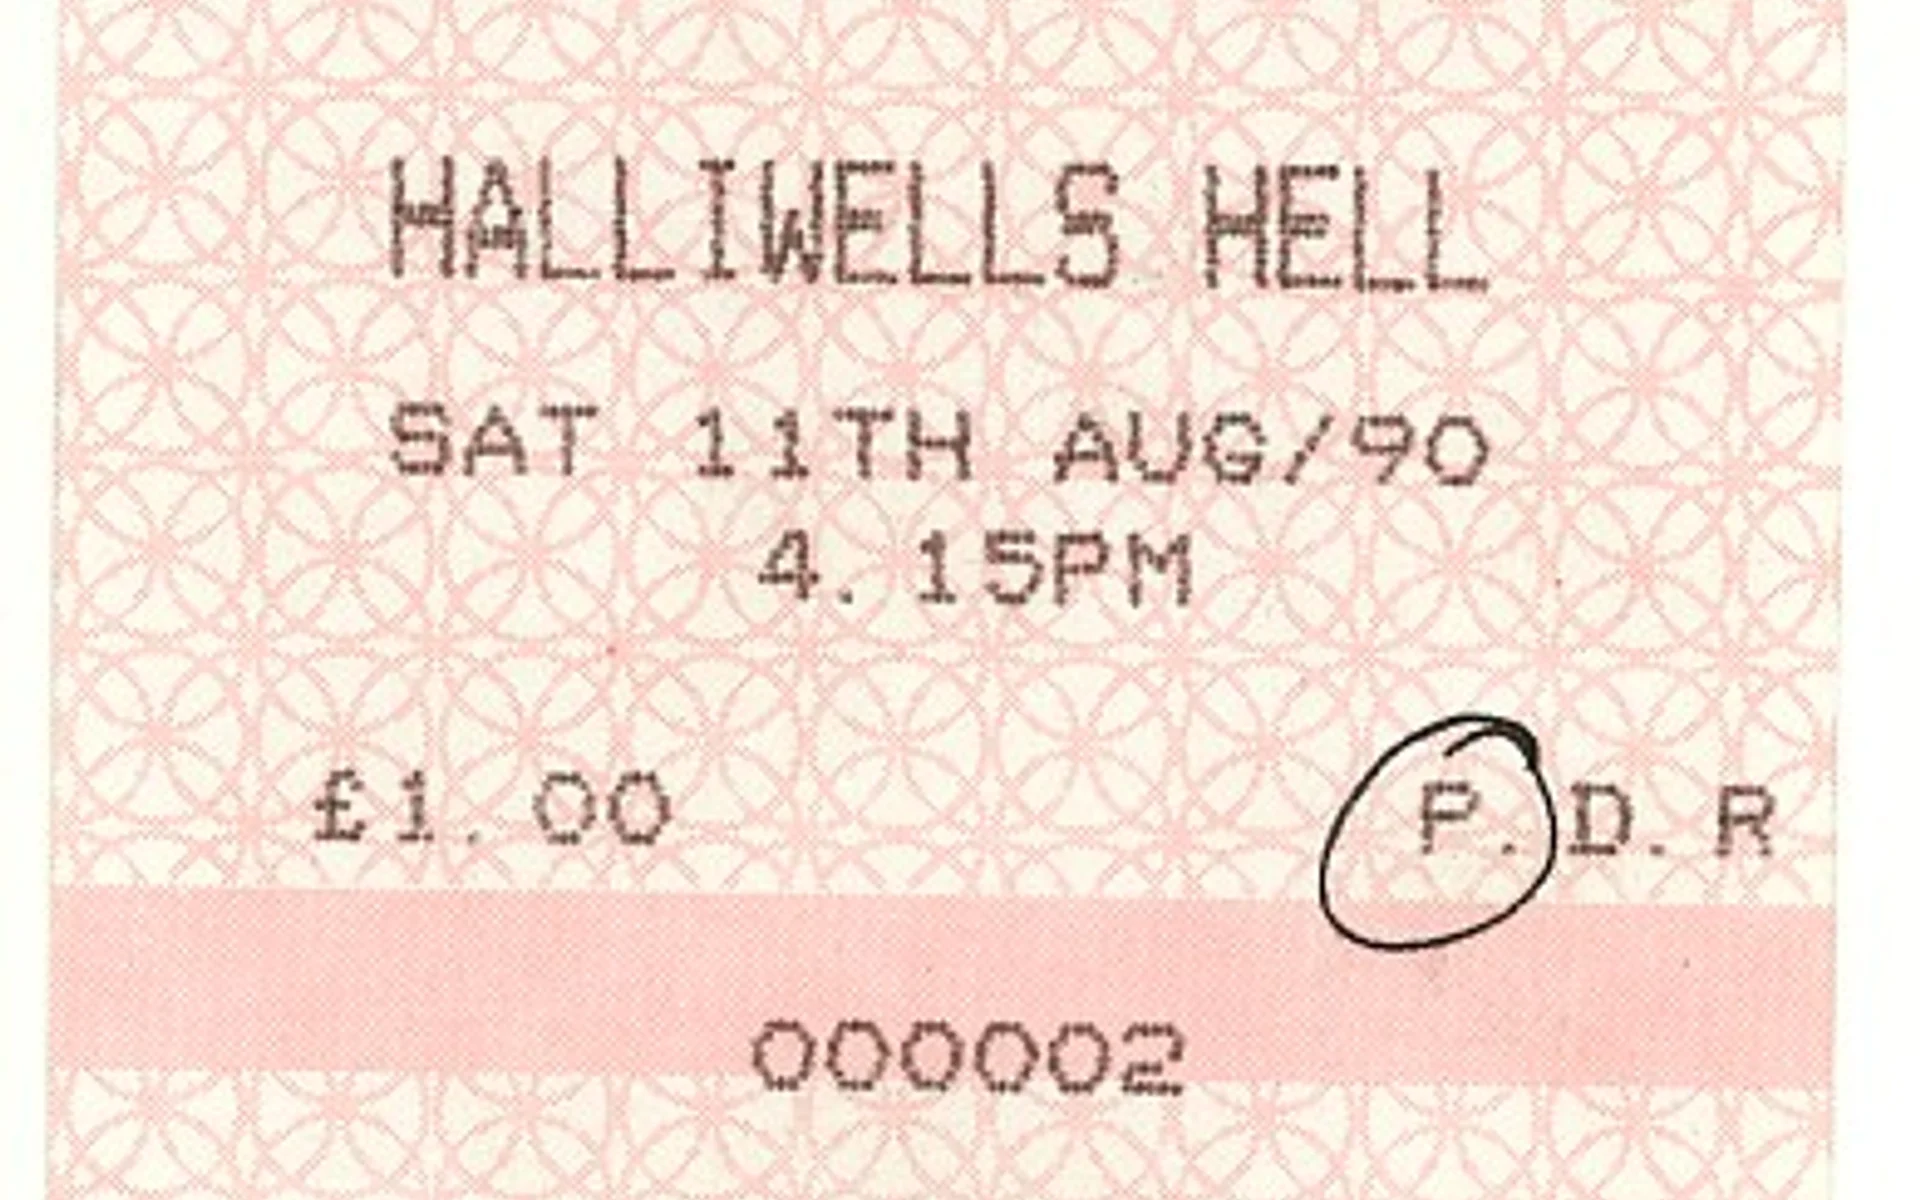 HALLIWELLS HELL
SAT 11TH AUG/90
4.15PM
£1.00 P.D.R
000002